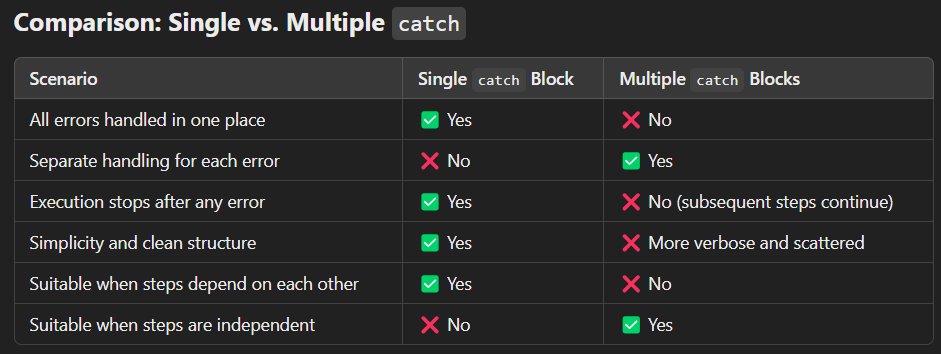 Comparison: Single vs. Multiple catch
Scenario Single catch Block Multiple catch Blocks
All errors handled in one place ✅ Yes ❌ No
Separate handling for each error ❌ No ✅ Yes
Execution stops after any error ✅ Yes ❌ No (subsequent steps continue)
Simplicity and clean structure ✅ Yes ❌ More verbose and scattered
Suitable when steps depend on each other ✅ Yes ❌ No
Suitable when steps are independent ❌ No ✅ Yes